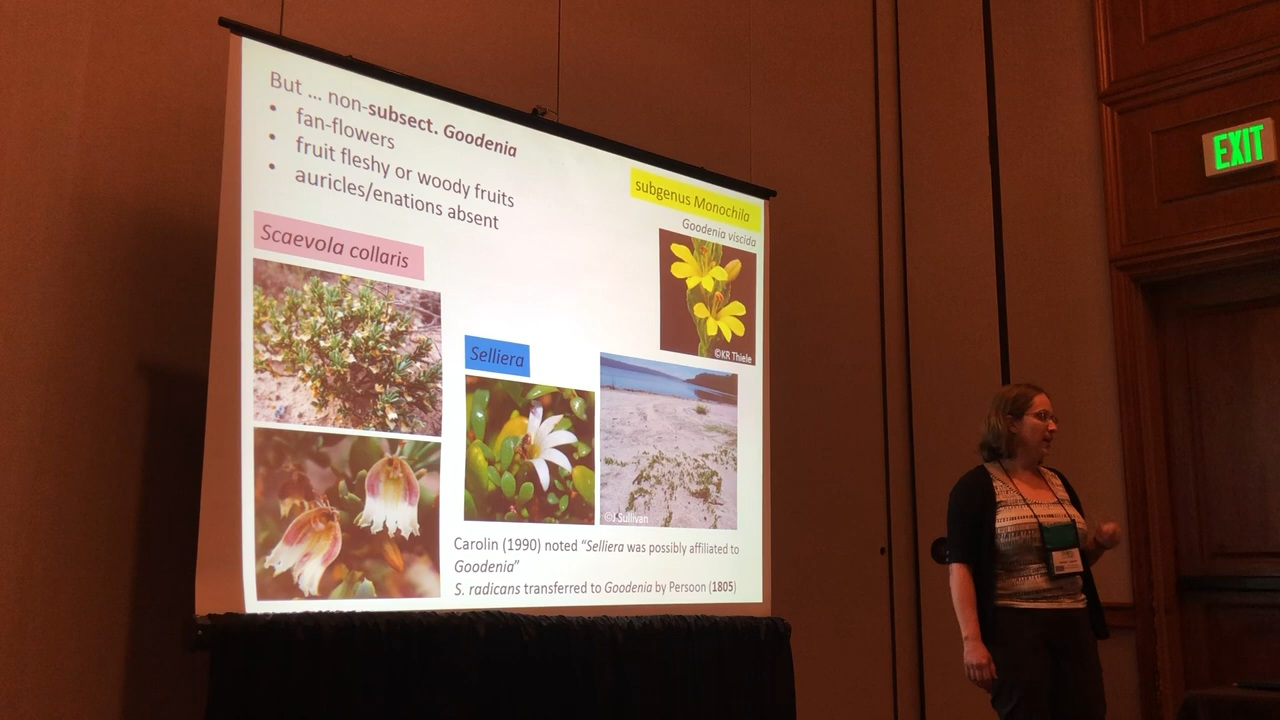 But ... non-subsect. Goodenia
• fan-flowers
• fruit fleshy or woody fruits
• auricles/enations absent
subgenus Monochila
Goodenia viscida
©KR Thiele
Scaevola collaris
Selliera
©J Sullivan
Carolin (1990) noted “Selliera was possibly affiliated to
Goodenia”
S. radicans transferred to Goodenia by Persoon (1805)
EXIT